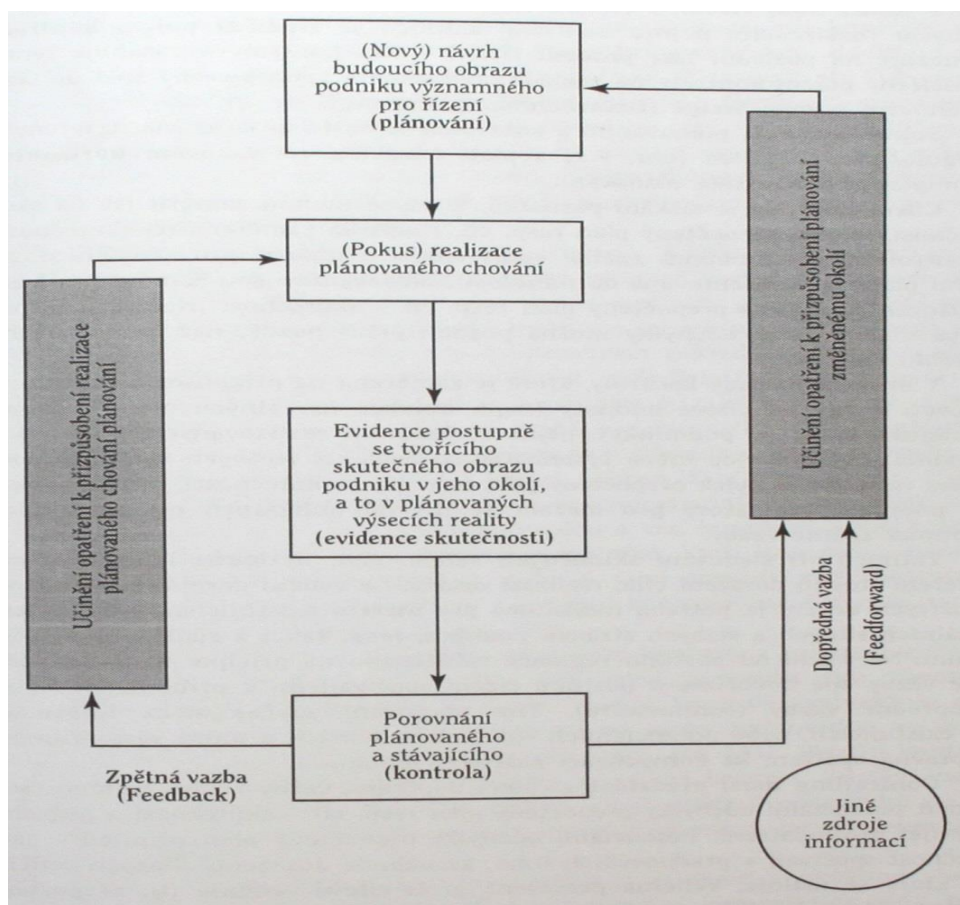 (Nový) návrh
budoucího obrazu
podniku významného
pro řízení
(plánování)
(Pokus) realizace
plánovaného chování
Evidence postupně
se tvořícího
skutečného obrazu
podniku v jeho okolí,
a to v plánovaných
výsecích reality
(evidence skutečnosti)
Porovnání
plánovaného
a stávajícího
(kontrola)
Učinění opatření k přizpůsobení realizace
plánovaného chování plánování
Zpětná vazba
(Feedback)
Učinění opatření k přizpůsobení plánování
změněnému okolí
Dopředná vazba
(Feedforward)
Jiné
zdroje
informací